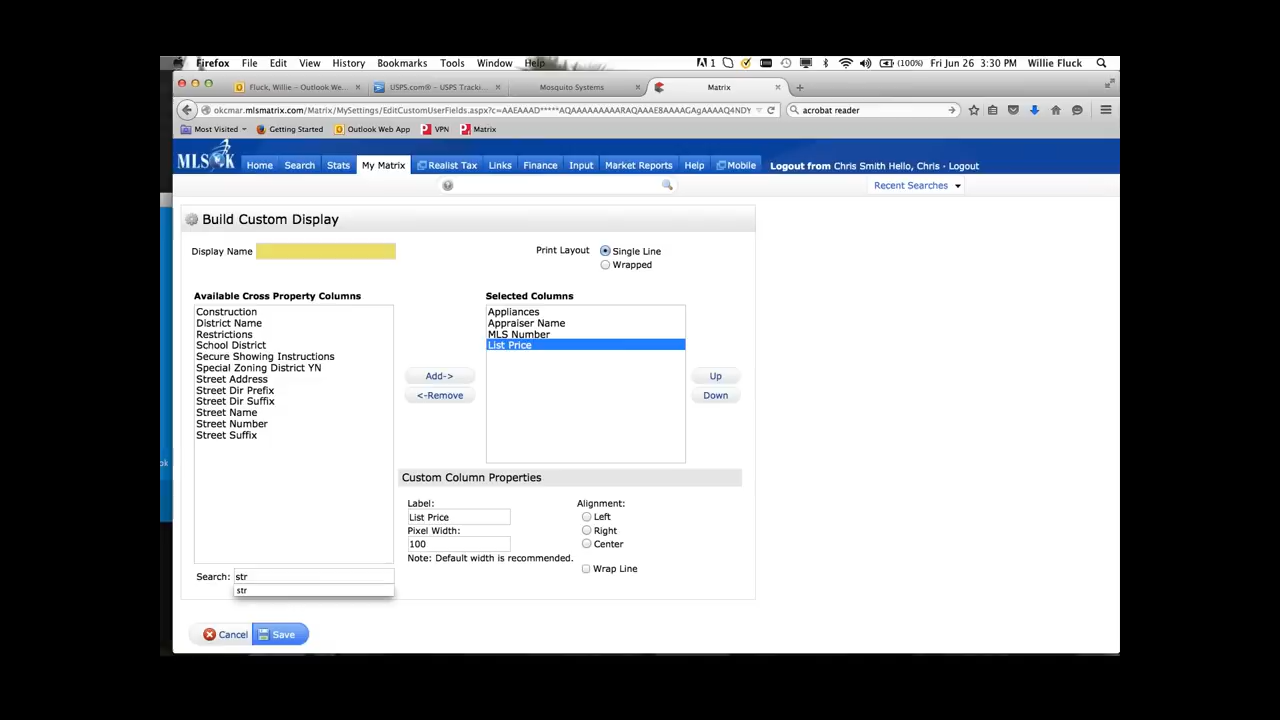 Firefox File Edit View History Bookmarks Tools Window Help 1 (100%) Fri Jun 26 3:30 PM Willie Fluck
Fluck, Willie – Outlook We... × USPS.com® - USPS Tracki... × Mosquito Systems × Matrix × +
okcmar.mlsmatrix.com/Matrix/MySettings/EditCustomUserFields.aspx?c=AAEAAAD*****AQAAAAAAAAARAQAAAE8AAAAGAgAAAAQ4NDY acrobat reader
Most Visited Getting Started Outlook Web App VPN Matrix
MLSOK Home Search Stats My Matrix Realist Tax Links Finance Input Market Reports Help Mobile Logout from Chris Smith Hello, Chris - Logout
Recent Searches
Build Custom Display
Display Name
Print Layout Single Line
Wrapped
Available Cross Property Columns
Construction
District Name
Restrictions
School District
Secure Showing Instructions
Special Zoning District YN
Street Address
Street Dir Prefix
Street Dir Suffix
Street Name
Street Number
Street Suffix
Search: str
str
Add->
<-Remove
Selected Columns
Appliances
Appraiser Name
MLS Number
List Price
Up
Down
Custom Column Properties
Label:
List Price
Pixel Width:
100
Note: Default width is recommended.
Alignment:
Left
Right
Center
Wrap Line
Cancel Save